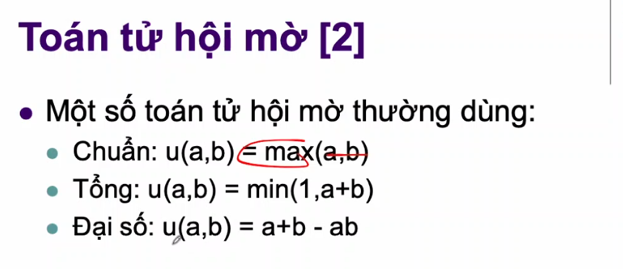 Toán tử hội mờ [2]
Một số toán tử hội mờ thường dùng:
Chuẩn: u(a,b) = max(a,b)
Tổng: u(a,b) = min(1,a+b)
Đại số: u(a,b) = a+b - ab